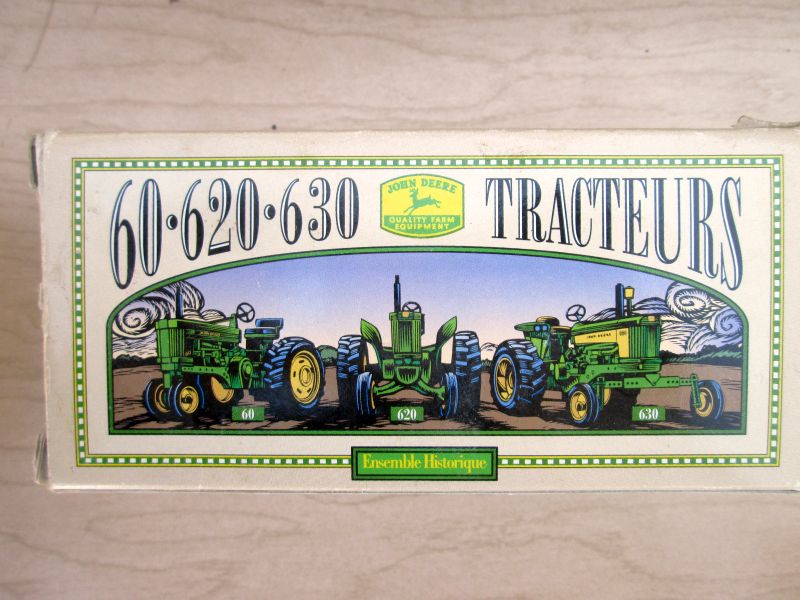 60·620·630 TRACTEURS
JOHN DEERE
QUALITY FARM
EQUIPMENT
60
620
630
Ensemble Historique